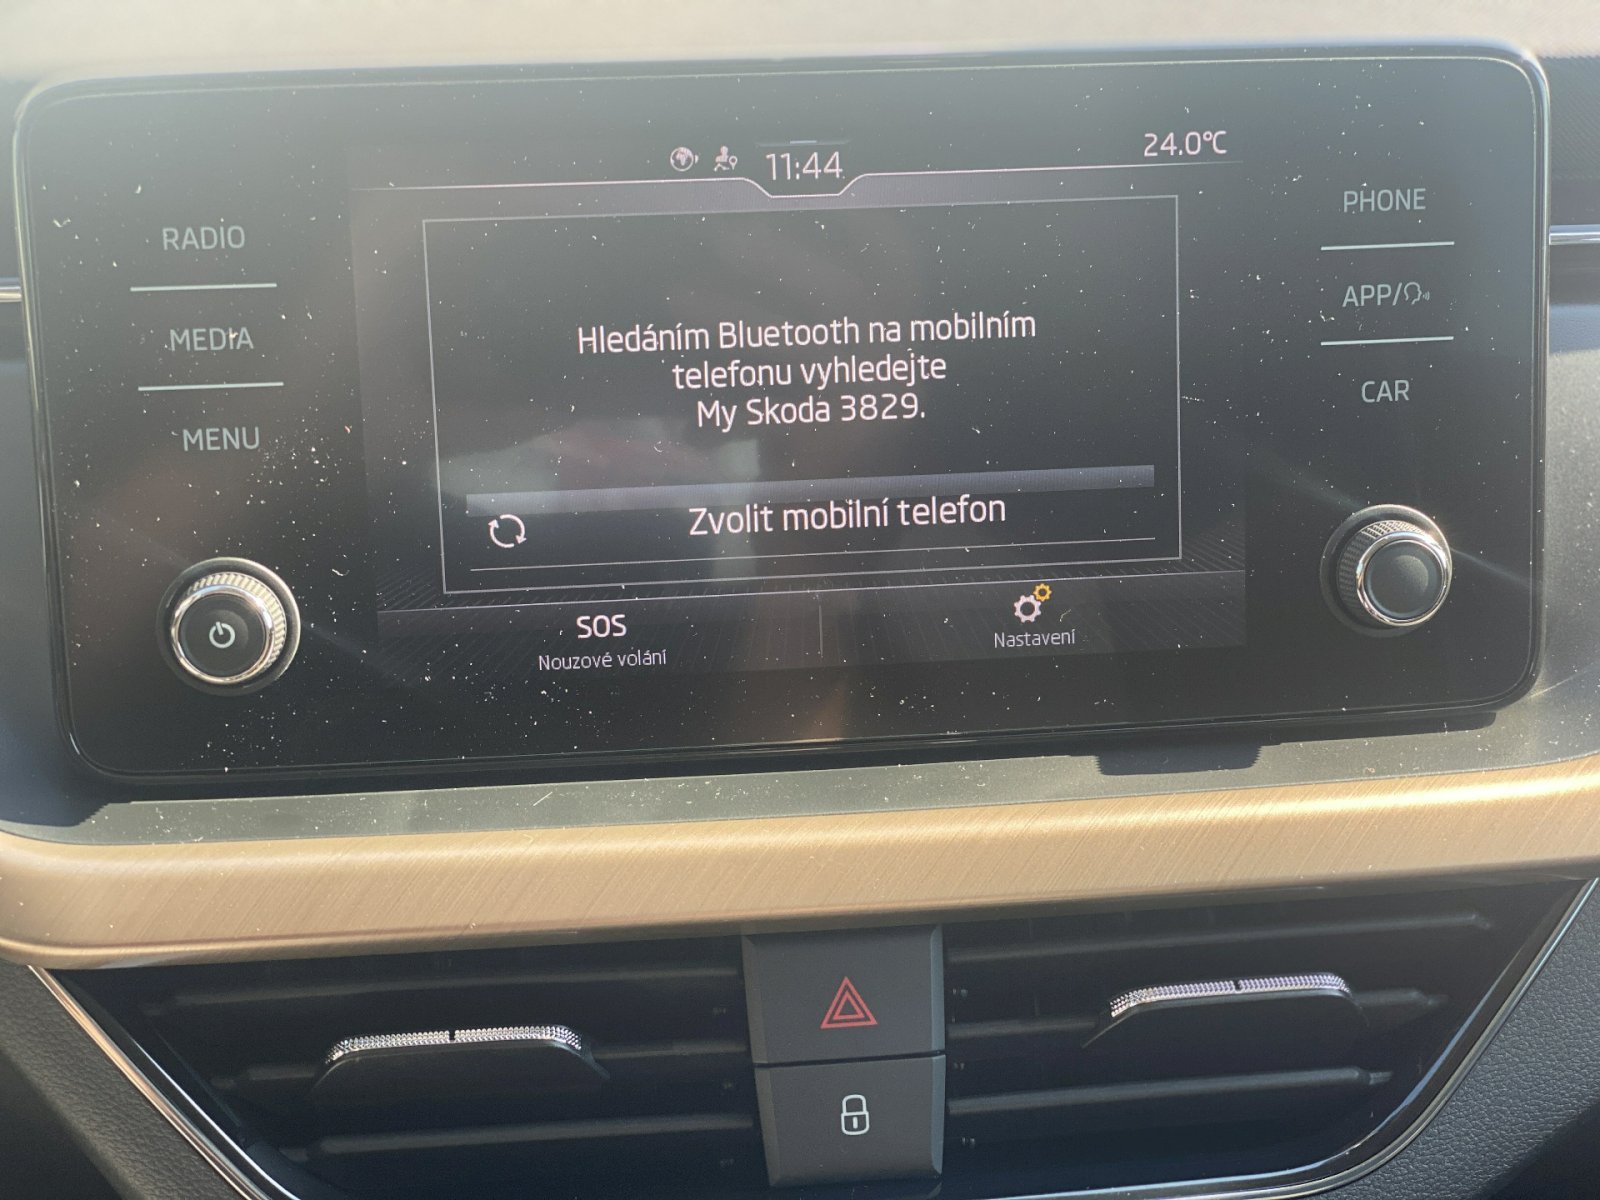 11:44
24.0°C
RADIO
MEDIA
MENU
PHONE
APP/
CAR
Hledáním Bluetooth na mobilním
telefonu vyhledejte
My Skoda 3829.
Zvolit mobilní telefon
SOS
Nouzové volání
Nastavení